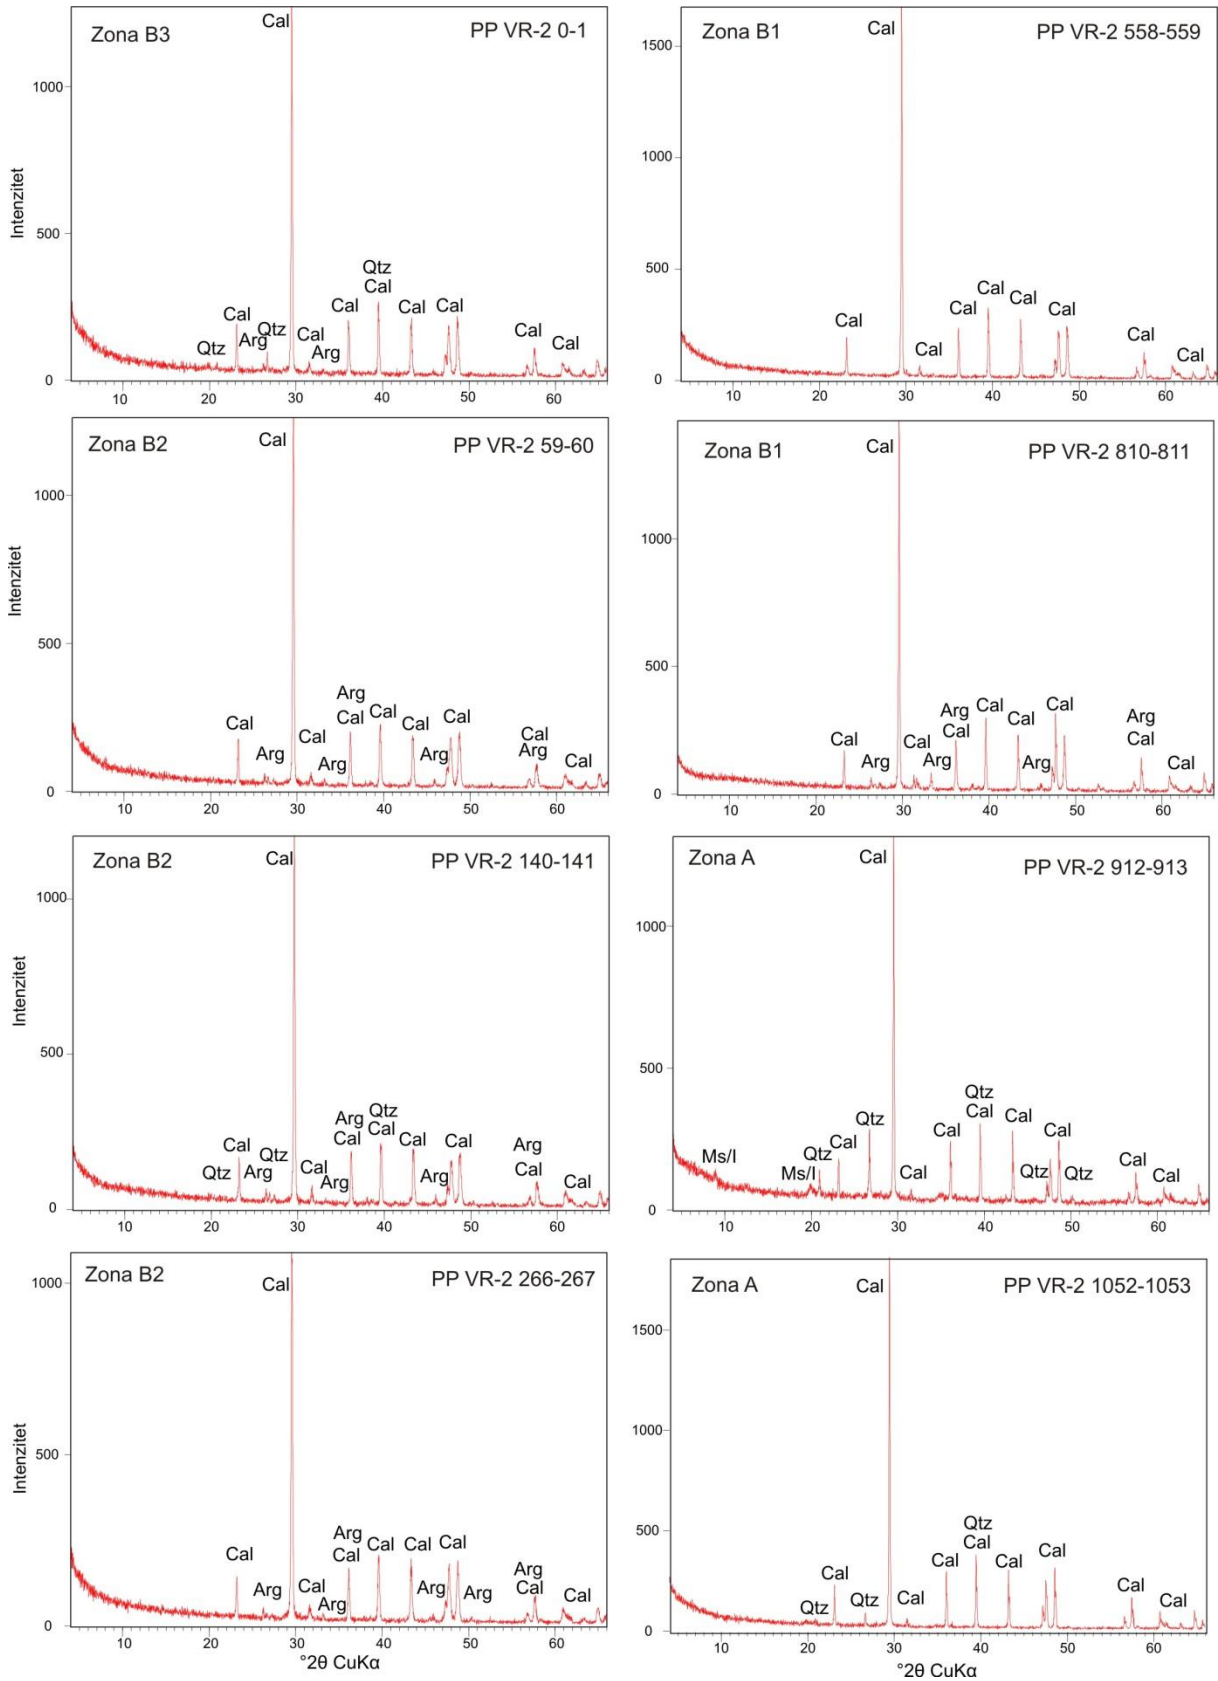 Zona B3
Cal
PP VR-2 0-1
Intenzitet
1000
500
0
Qtz
Cal
Arg
Qtz
Cal
Arg
Cal
Qtz
Cal
Cal
Cal
Cal
Cal
10 20 30 40 50 60
Zona B1
Cal
PP VR-2 558-559
1500
1000
500
0
Cal
Cal
Cal
Cal
Cal
Cal
Cal
Cal
10 20 30 40 50 60
Zona B2
Cal
PP VR-2 59-60
Intenzitet
1000
500
0
Cal
Arg
Cal
Arg
Arg
Cal
Cal
Cal
Arg
Cal
Cal
Arg
Cal
10 20 30 40 50 60
Zona B1
Cal
PP VR-2 810-811
1000
500
0
Cal
Arg
Cal
Arg
Arg
Cal
Cal
Cal
Arg
Cal
Arg
Cal
Cal
10 20 30 40 50 60
Zona B2
Cal
PP VR-2 140-141
Intenzitet
1000
500
0
Qtz
Cal
Arg
Qtz
Cal
Arg
Arg
Cal
Qtz
Cal
Cal
Arg
Cal
Arg
Cal
Cal
10 20 30 40 50 60
Zona A
Cal
PP VR-2 912-913
1000
500
0
Ms/I
Ms/I
Qtz
Cal
Qtz
Cal
Cal
Qtz
Cal
Cal
Qtz
Cal
Qtz
Cal
Cal
10 20 30 40 50 60
Zona B2
Cal
PP VR-2 266-267
Intenzitet
1000
500
0
Cal
Arg
Cal
Arg
Arg
Cal
Cal
Cal
Arg
Cal
Arg
Arg
Cal
Cal
10 20 30 40 50 60
°2θ CuKα
Zona A
Cal
PP VR-2 1052-1053
1500
1000
500
0
Qtz
Cal
Qtz
Cal
Cal
Qtz
Cal
Cal
Cal
Cal
Cal
10 20 30 40 50 60
°2θ CuKα